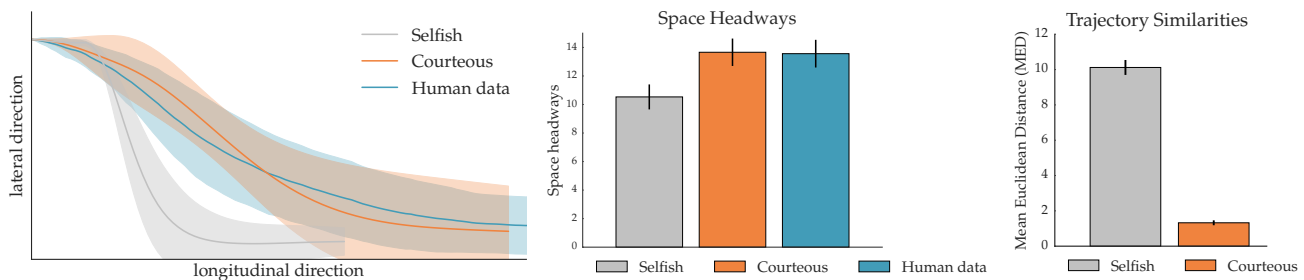 lateral direction
Selfish
Courteous
Human data
longitudinal direction
Space Headways
Space headways
14
12
10
8
6
4
2
0
Selfish Courteous Human data
Trajectory Similarities
Mean Euclidean Distance (MED)
12
10
8
6
4
2
0
Selfish Courteous